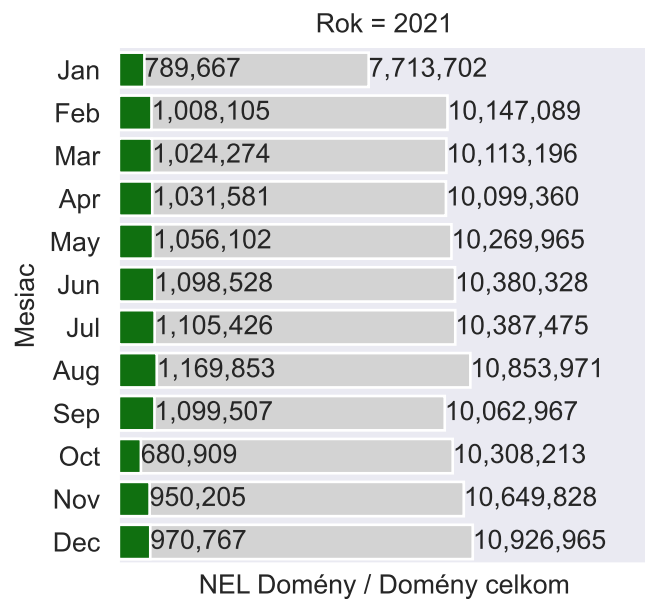 Rok = 2021
Jan 789,667 7,713,702
Feb 1,008,105 10,147,089
Mar 1,024,274 10,113,196
Apr 1,031,581 10,099,360
May 1,056,102 10,269,965
Jun 1,098,528 10,380,328
Jul 1,105,426 10,387,475
Aug 1,169,853 10,853,971
Sep 1,099,507 10,062,967
Oct 680,909 10,308,213
Nov 950,205 10,649,828
Dec 970,767 10,926,965
Mesiac
NEL Domény / Domény celkom